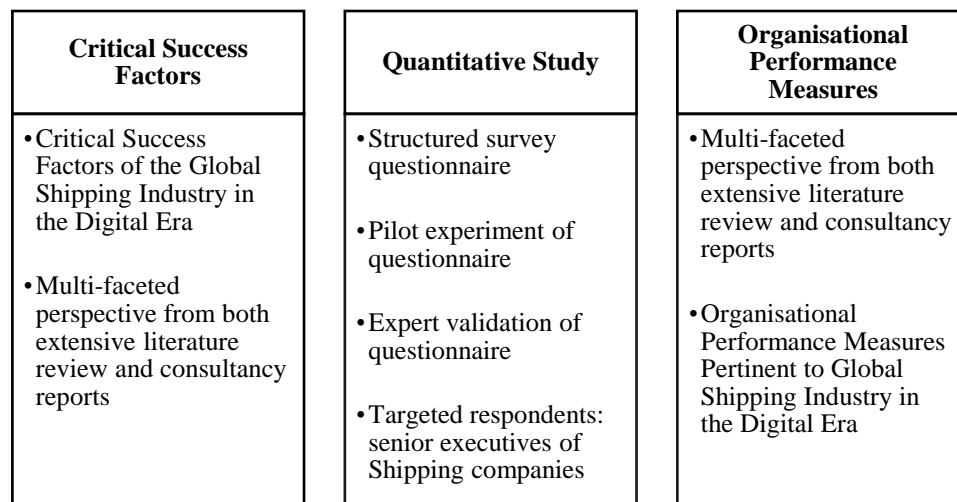 Critical Success
Factors
•Critical Success
Factors of the Global
Shipping Industry in
the Digital Era
•Multi-faceted
perspective from both
extensive literature
review and consultancy
reports
Quantitative Study
•Structured survey
questionnaire
•Pilot experiment of
questionnaire
•Expert validation of
questionnaire
•Targeted respondents:
senior executives of
Shipping companies
Organisational
Performance
Measures
•Multi-faceted
perspective from both
extensive literature
review and consultancy
reports
•Organisational
Performance Measures
Pertinent to Global
Shipping Industry in
the Digital Era